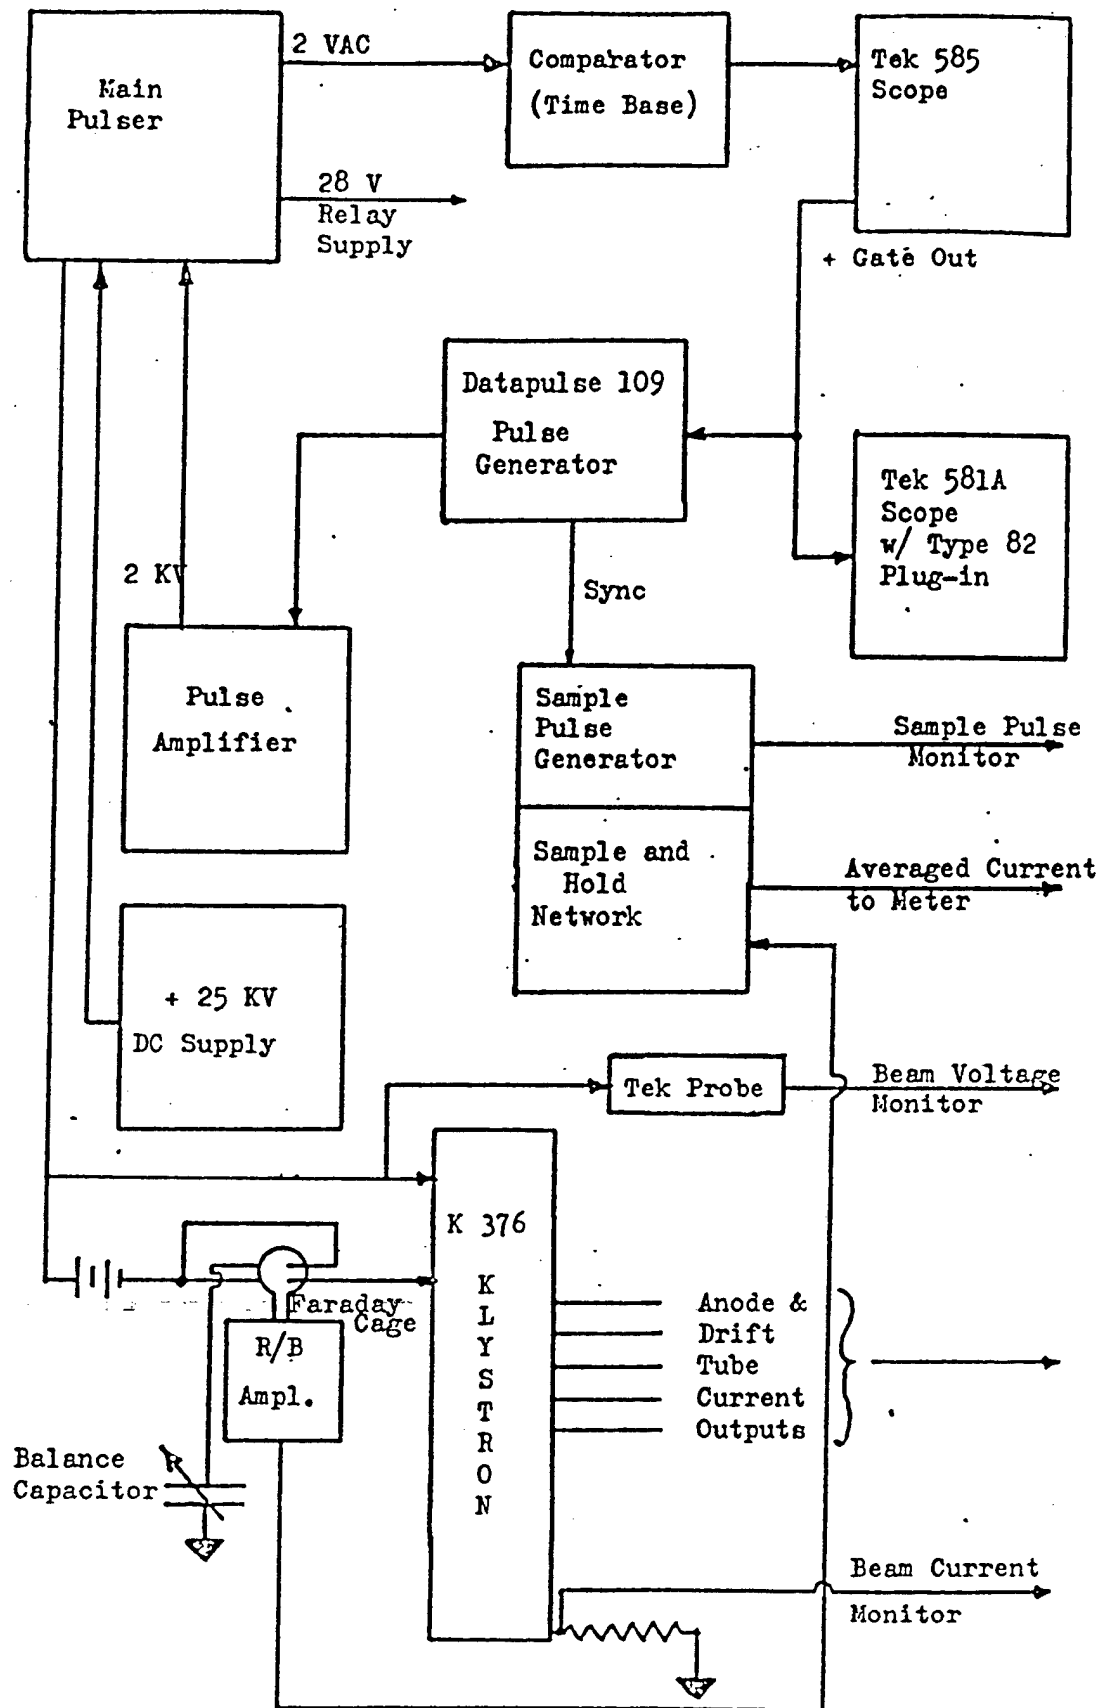 Main
Pulser
2 VAC
Comparator
(Time Base)
Tek 585
Scope
28 V
Relay
Supply
+ Gate Out
Datapulse 109
Pulse
Generator
Tek 581A
Scope
w/ Type 82
Plug-in
2 KV
Sync
Pulse
Amplifier
Sample
Pulse
Generator
Sample Pulse
Monitor
Sample and
Hold
Network
Averaged Current
to Meter
+ 25 KV
DC Supply
Tek Probe
Beam Voltage
Monitor
K 376
K
L
Y
S
T
R
O
N
Faraday
Cage
R/B
Ampl.
Anode &
Drift
Tube
Current
Outputs
Balance
Capacitor
Beam Current
Monitor